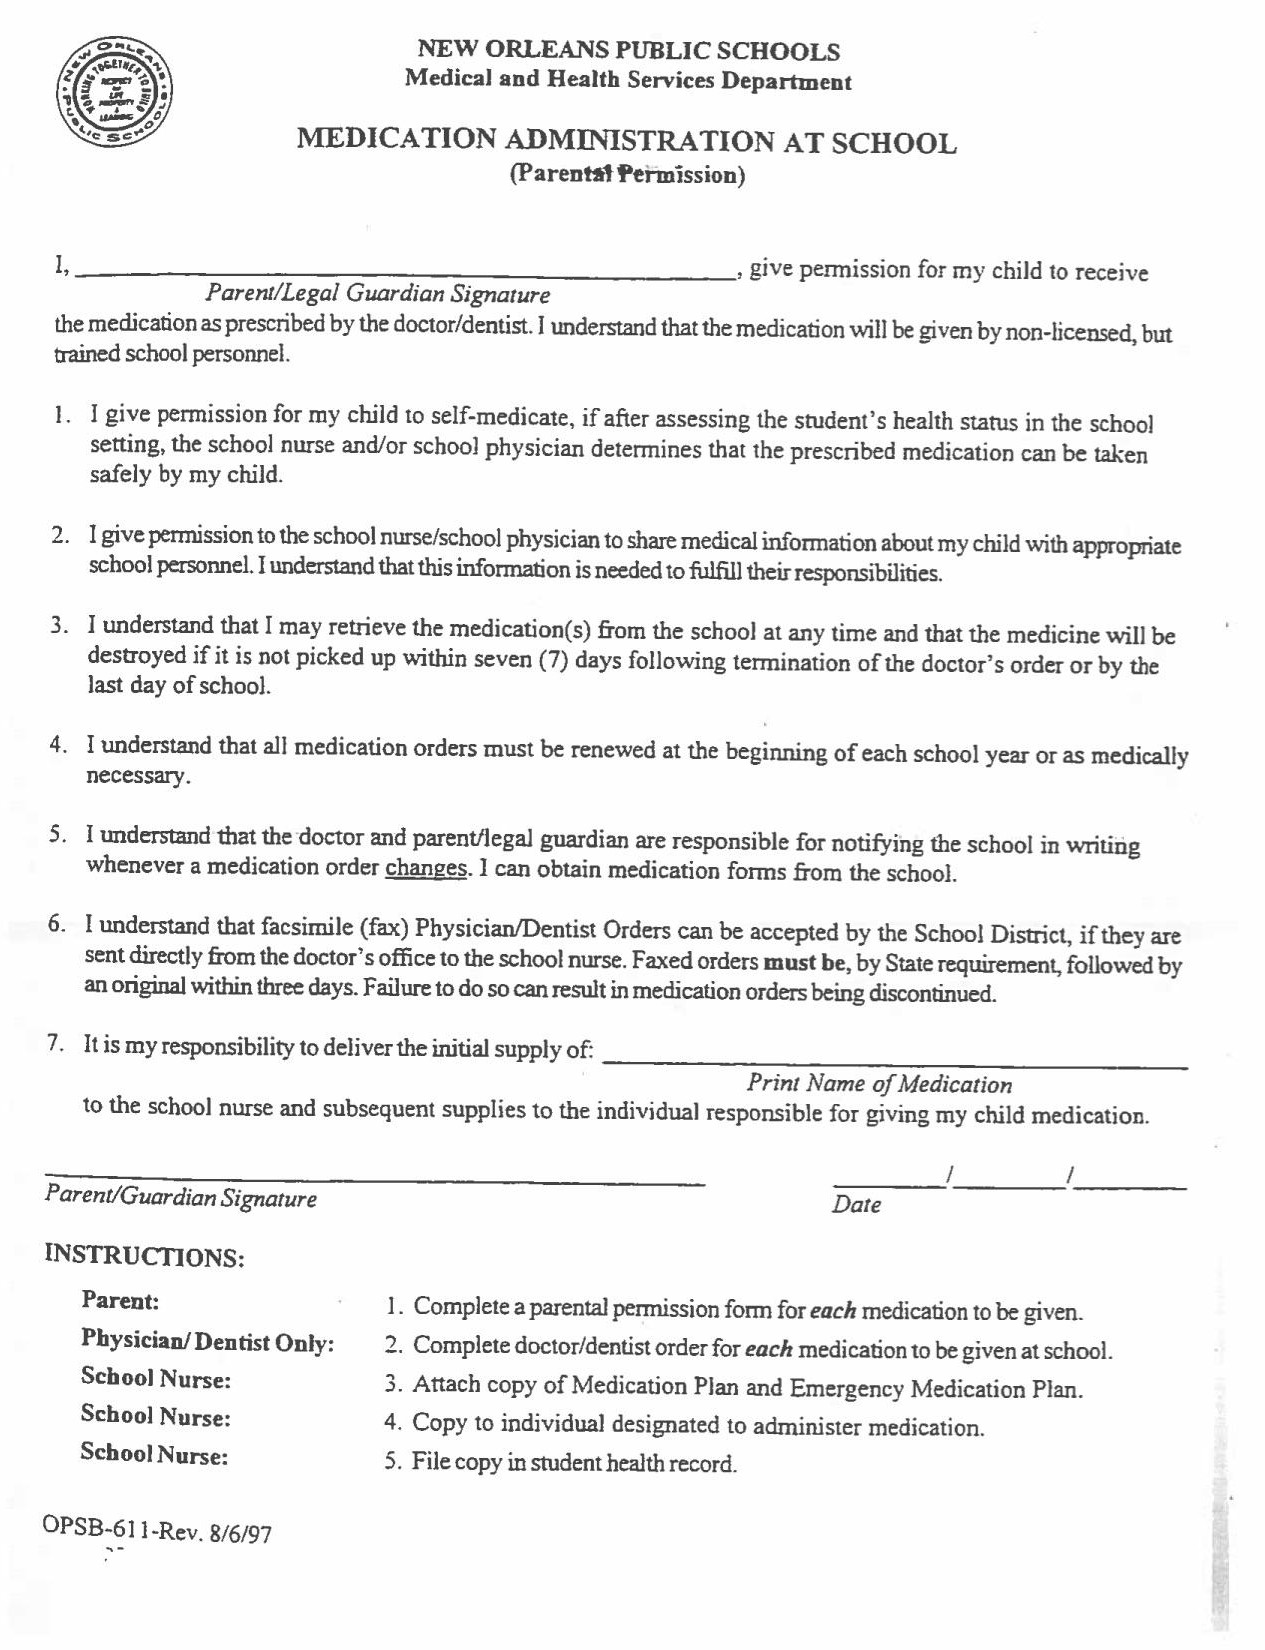 NEW ORLEANS PUBLIC SCHOOLS
Medical and Health Services Department
NEW ORLEANS PUBLIC SCHOOLS
WORKING TOGETHER TO BUILD
RESPECT
FOR
LIFE
PROPERTY
&
LEARNING
MEDICATION ADMINISTRATION AT SCHOOL
(Parental Permission)
I, ______________________, give permission for my child to receive
Parent/Legal Guardian Signature
the medication as prescribed by the doctor/dentist. I understand that the medication will be given by non-licensed, but
trained school personnel.
1. I give permission for my child to self-medicate, if after assessing the student's health status in the school
setting, the school nurse and/or school physician determines that the prescribed medication can be taken
safely by my child.
2. I give permission to the school nurse/school physician to share medical information about my child with appropriate
school personnel. I understand that this information is needed to fulfill their responsibilities.
3. I understand that I may retrieve the medication(s) from the school at any time and that the medicine will be
destroyed if it is not picked up within seven (7) days following termination of the doctor's order or by the
last day of school.
4. I understand that all medication orders must be renewed at the beginning of each school year or as medically
necessary.
5. I understand that the doctor and parent/legal guardian are responsible for notifying the school in writing
whenever a medication order changes. I can obtain medication forms from the school.
6. I understand that facsimile (fax) Physician/Dentist Orders can be accepted by the School District, if they are
sent directly from the doctor's office to the school nurse. Faxed orders must be, by State requirement, followed by
an original within three days. Failure to do so can result in medication orders being discontinued.
7. It is my responsibility to deliver the initial supply of: ______________________
Print Name of Medication
to the school nurse and subsequent supplies to the individual responsible for giving my child medication.
______________________ ______/______/______
Parent/Guardian Signature Date
INSTRUCTIONS:
Parent: 1. Complete a parental permission form for each medication to be given.
Physician/ Dentist Only: 2. Complete doctor/dentist order for each medication to be given at school.
School Nurse: 3. Attach copy of Medication Plan and Emergency Medication Plan.
School Nurse: 4. Copy to individual designated to administer medication.
School Nurse: 5. File copy in student health record.
OPSB-611-Rev. 8/6/97